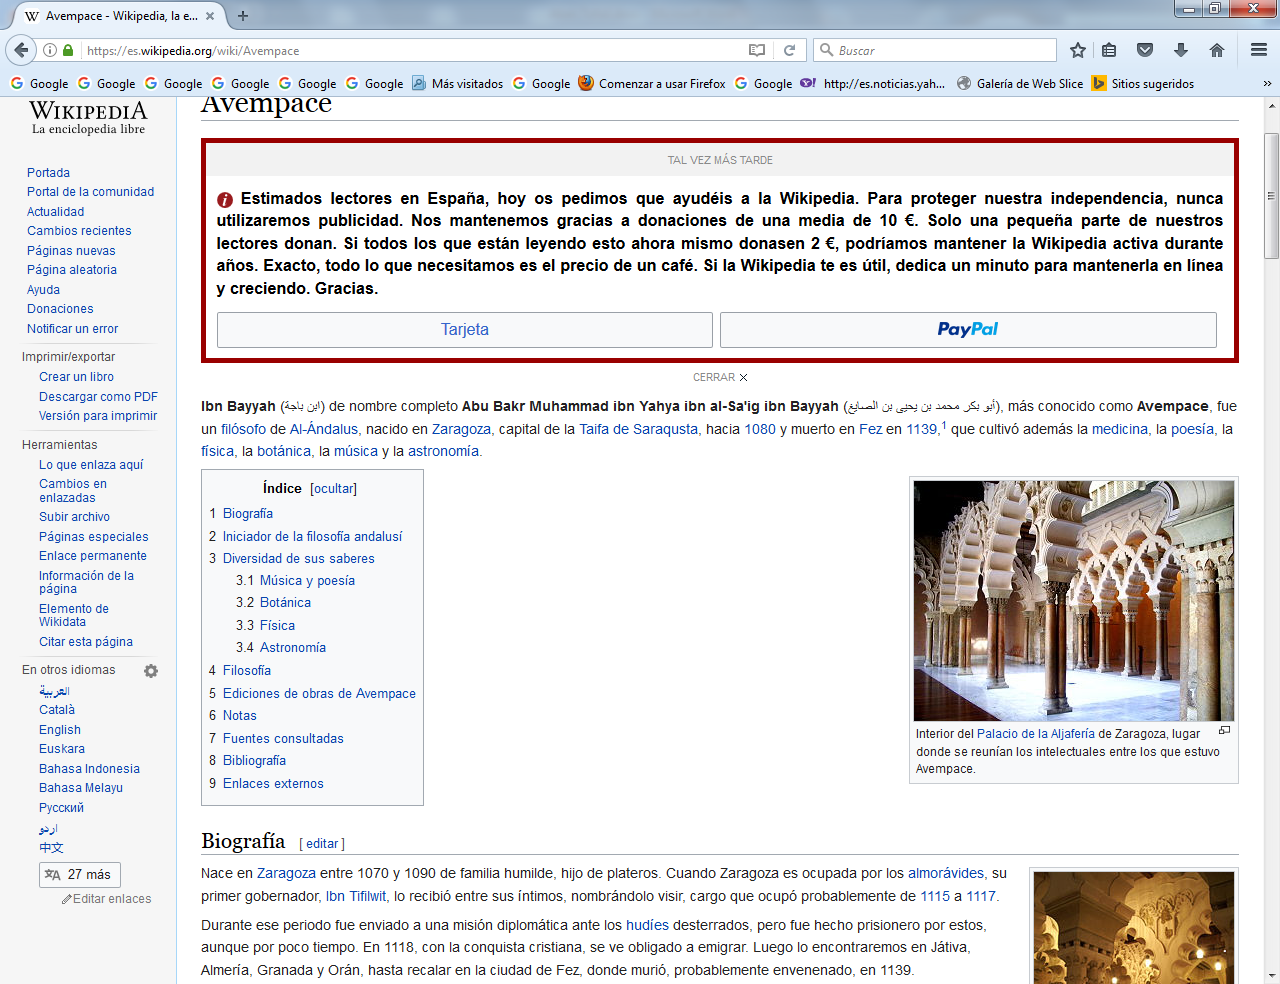 Avempace - Wikipedia, la e...
https://es.wikipedia.org/wiki/Avempace
Buscar
Google Google Google Google Google Google Más visitados Google Comenzar a usar Firefox Google http://es.noticias.yah... Galería de Web Slice Sitios sugeridos
WIKIPEDIA
La enciclopedia libre
Portada
Portal de la comunidad
Actualidad
Cambios recientes
Páginas nuevas
Página aleatoria
Ayuda
Donaciones
Notificar un error
Imprimir/exportar
Crear un libro
Descargar como PDF
Versión para imprimir
Herramientas
Lo que enlaza aquí
Cambios en
enlazadas
Subir archivo
Páginas especiales
Enlace permanente
Información de la
página
Elemento de
Wikidata
Citar esta página
En otros idiomas
العربية
Català
English
Euskara
Bahasa Indonesia
Bahasa Melayu
Русский
اردو
中文
27 más
Editar enlaces
Avempace
TAL VEZ MÁS TARDE
Estimados lectores en España, hoy os pedimos que ayudéis a la Wikipedia. Para proteger nuestra independencia, nunca
utilizaremos publicidad. Nos mantenemos gracias a donaciones de una media de 10 €. Solo una pequeña parte de nuestros
lectores donan. Si todos los que están leyendo esto ahora mismo donasen 2 €, podríamos mantener la Wikipedia activa durante
años. Exacto, todo lo que necesitamos es el precio de un café. Si la Wikipedia te es útil, dedica un minuto para mantenerla en línea
y creciendo. Gracias.
Tarjeta
PayPal
CERRAR
Ibn Bayyah (ابن باجة) de nombre completo Abu Bakr Muhammad ibn Yahya ibn al-Sa'ig ibn Bayyah (أبو بكر محمد بن يحيى بن الصايغ), más conocido como Avempace, fue
un filósofo de Al-Ándalus, nacido en Zaragoza, capital de la Taifa de Saraqusta, hacia 1080 y muerto en Fez en 1139,1 que cultivó además la medicina, la poesía, la
física, la botánica, la música y la astronomía.
Índice [ocultar]
1 Biografía
2 Iniciador de la filosofía andalusí
3 Diversidad de sus saberes
3.1 Música y poesía
3.2 Botánica
3.3 Física
3.4 Astronomía
4 Filosofía
5 Ediciones de obras de Avempace
6 Notas
7 Fuentes consultadas
8 Bibliografía
9 Enlaces externos
Interior del Palacio de la Aljafería de Zaragoza, lugar
donde se reunían los intelectuales entre los que estuvo
Avempace.
Biografía [ editar ]
Nace en Zaragoza entre 1070 y 1090 de familia humilde, hijo de plateros. Cuando Zaragoza es ocupada por los almorávides, su
primer gobernador, Ibn Tifilwit, lo recibió entre sus íntimos, nombrándolo visir, cargo que ocupó probablemente de 1115 a 1117.
Durante ese periodo fue enviado a una misión diplomática ante los hudíes desterrados, pero fue hecho prisionero por estos,
aunque por poco tiempo. En 1118, con la conquista cristiana, se ve obligado a emigrar. Luego lo encontraremos en Játiva,
Almería, Granada y Orán, hasta recalar en la ciudad de Fez, donde murió, probablemente envenenado, en 1139.